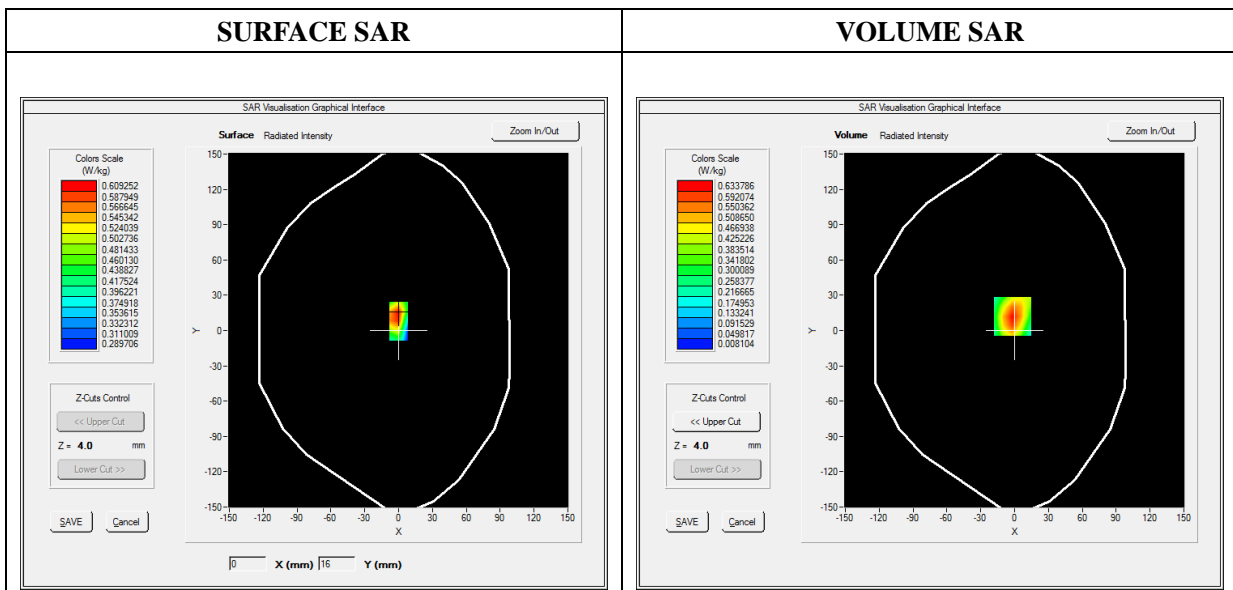 SURFACE SAR
VOLUME SAR
SAR Visualisation Graphical Interface
Surface Radiated Intensity
Zoom In/Out
Colors Scale
(W/kg)
0.609252
0.587949
0.566645
0.545342
0.524039
0.502736
0.481433
0.460130
0.438827
0.417524
0.396221
0.374918
0.353615
0.332312
0.311009
0.289706
Z-Cuts Control
<< Upper Cut
Z = 4.0 mm
Lower Cut >>
SAVE Cancel
150
120
90
60
30
0
-30
-60
-90
-120
-150
Y
-150 -120 -90 -60 -30 0 30 60 90 120 150
X
0 X (mm) 16 Y (mm)
SAR Visualisation Graphical Interface
Volume Radiated Intensity
Zoom In/Out
Colors Scale
(W/kg)
0.633786
0.592074
0.550362
0.508650
0.466938
0.425226
0.383514
0.341802
0.300089
0.258377
0.216665
0.174953
0.133241
0.091529
0.049817
0.008104
Z-Cuts Control
<< Upper Cut
Z = 4.0 mm
Lower Cut >>
SAVE Cancel
150
120
90
60
30
0
-30
-60
-90
-120
-150
Y
-150 -120 -90 -60 -30 0 30 60 90 120 150
X